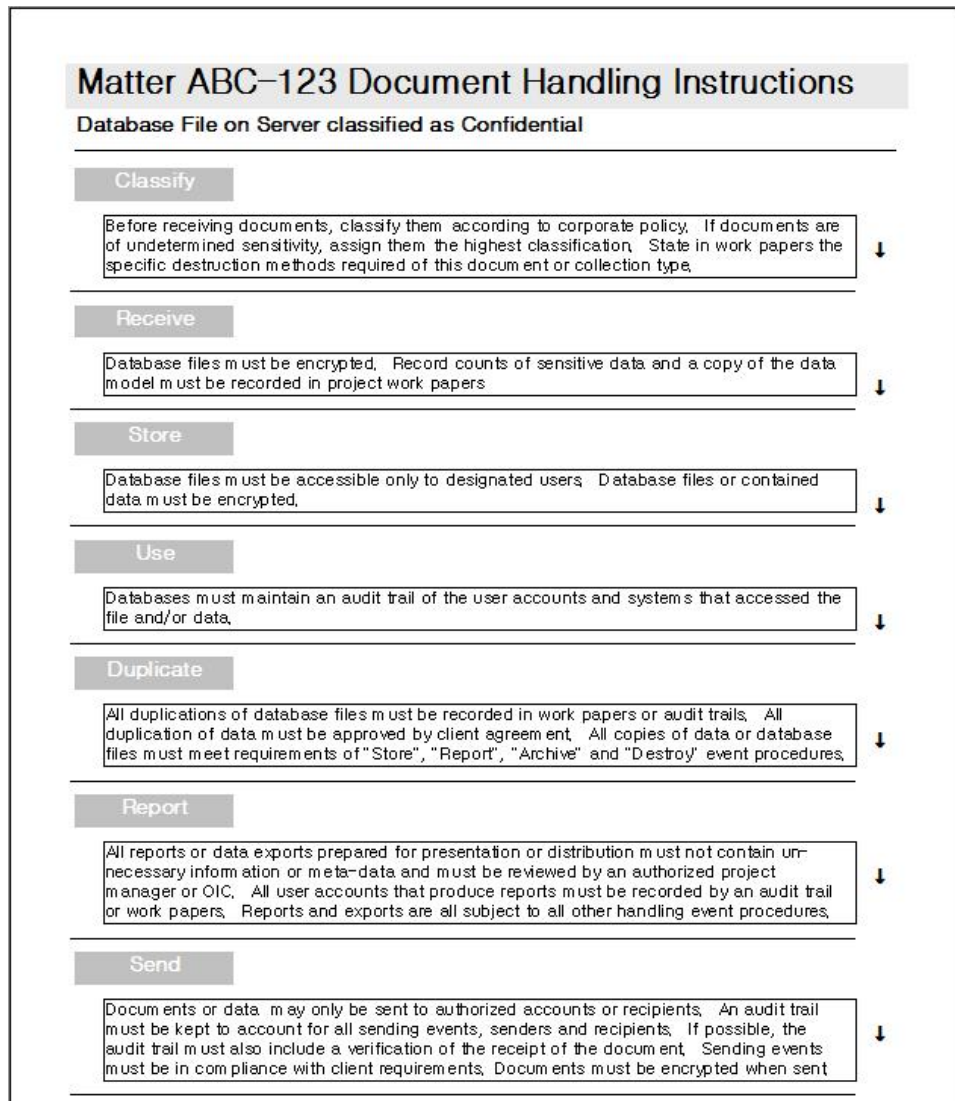 Matter ABC-123 Document Handling Instructions
Database File on Server classified as Confidential
Classify
Before receiving documents, classify them according to corporate policy. If documents are
of undetermined sensitivity, assign them the highest classification. State in work papers the
specific destruction methods required of this document or collection type.
↓
Receive
Database files must be encrypted. Record counts of sensitive data and a copy of the data
model must be recorded in project work papers
↓
Store
Database files must be accessible only to designated users. Database files or contained
data must be encrypted.
↓
Use
Databases must maintain an audit trail of the user accounts and systems that accessed the
file and/or data.
↓
Duplicate
All duplications of database files must be recorded in work papers or audit trails. All
duplication of data must be approved by client agreement. All copies of data or database
files must meet requirements of "Store", "Report", "Archive" and "Destroy" event procedures.
↓
Report
All reports or data exports prepared for presentation or distribution must not contain un-
necessary information or meta-data and must be reviewed by an authorized project
manager or OIC. All user accounts that produce reports must be recorded by an audit trail
or work papers. Reports and exports are all subject to all other handling event procedures.
↓
Send
Documents or data may only be sent to authorized accounts or recipients. An audit trail
must be kept to account for all sending events, senders and recipients. If possible, the
audit trail must also include a verification of the receipt of the document. Sending events
must be in compliance with client requirements. Documents must be encrypted when sent
↓